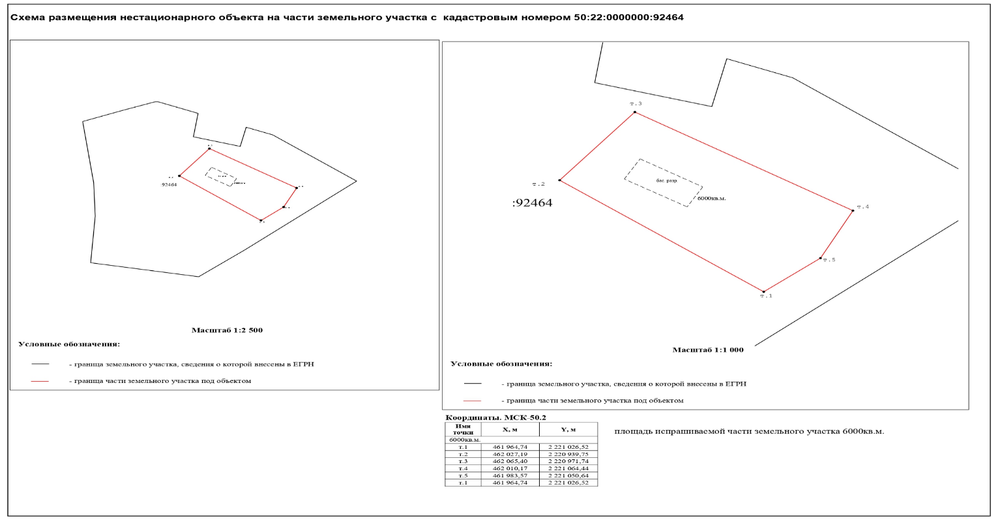 Схема размещения нестационарного объекта на части земельного участка с кадастровым номером 50:22:0000000:92464
:92464
Масштаб 1:2 500
Условные обозначения:
- граница земельного участка, сведения о которой внесены в ЕГРН
- граница части земельного участка под объектом
т.3
т.2
:92464
бас. разр.
6000кв.м.
т.4
т.5
т.1
Масштаб 1:1 000
Условные обозначения:
- граница земельного участка, сведения о которой внесены в ЕГРН
- граница части земельного участка под объектом
Координаты. МСК-50.2
Имя точки X, м Y, м
6000кв.м.
т.1 461 964,74 2 221 026,52
т.2 462 027,19 2 220 939,75
т.3 462 065,40 2 220 971,74
т.4 462 010,17 2 221 064,44
т.5 461 983,57 2 221 050,64
т.1 461 964,74 2 221 026,52
площадь испрашиваемой части земельного участка 6000кв.м.